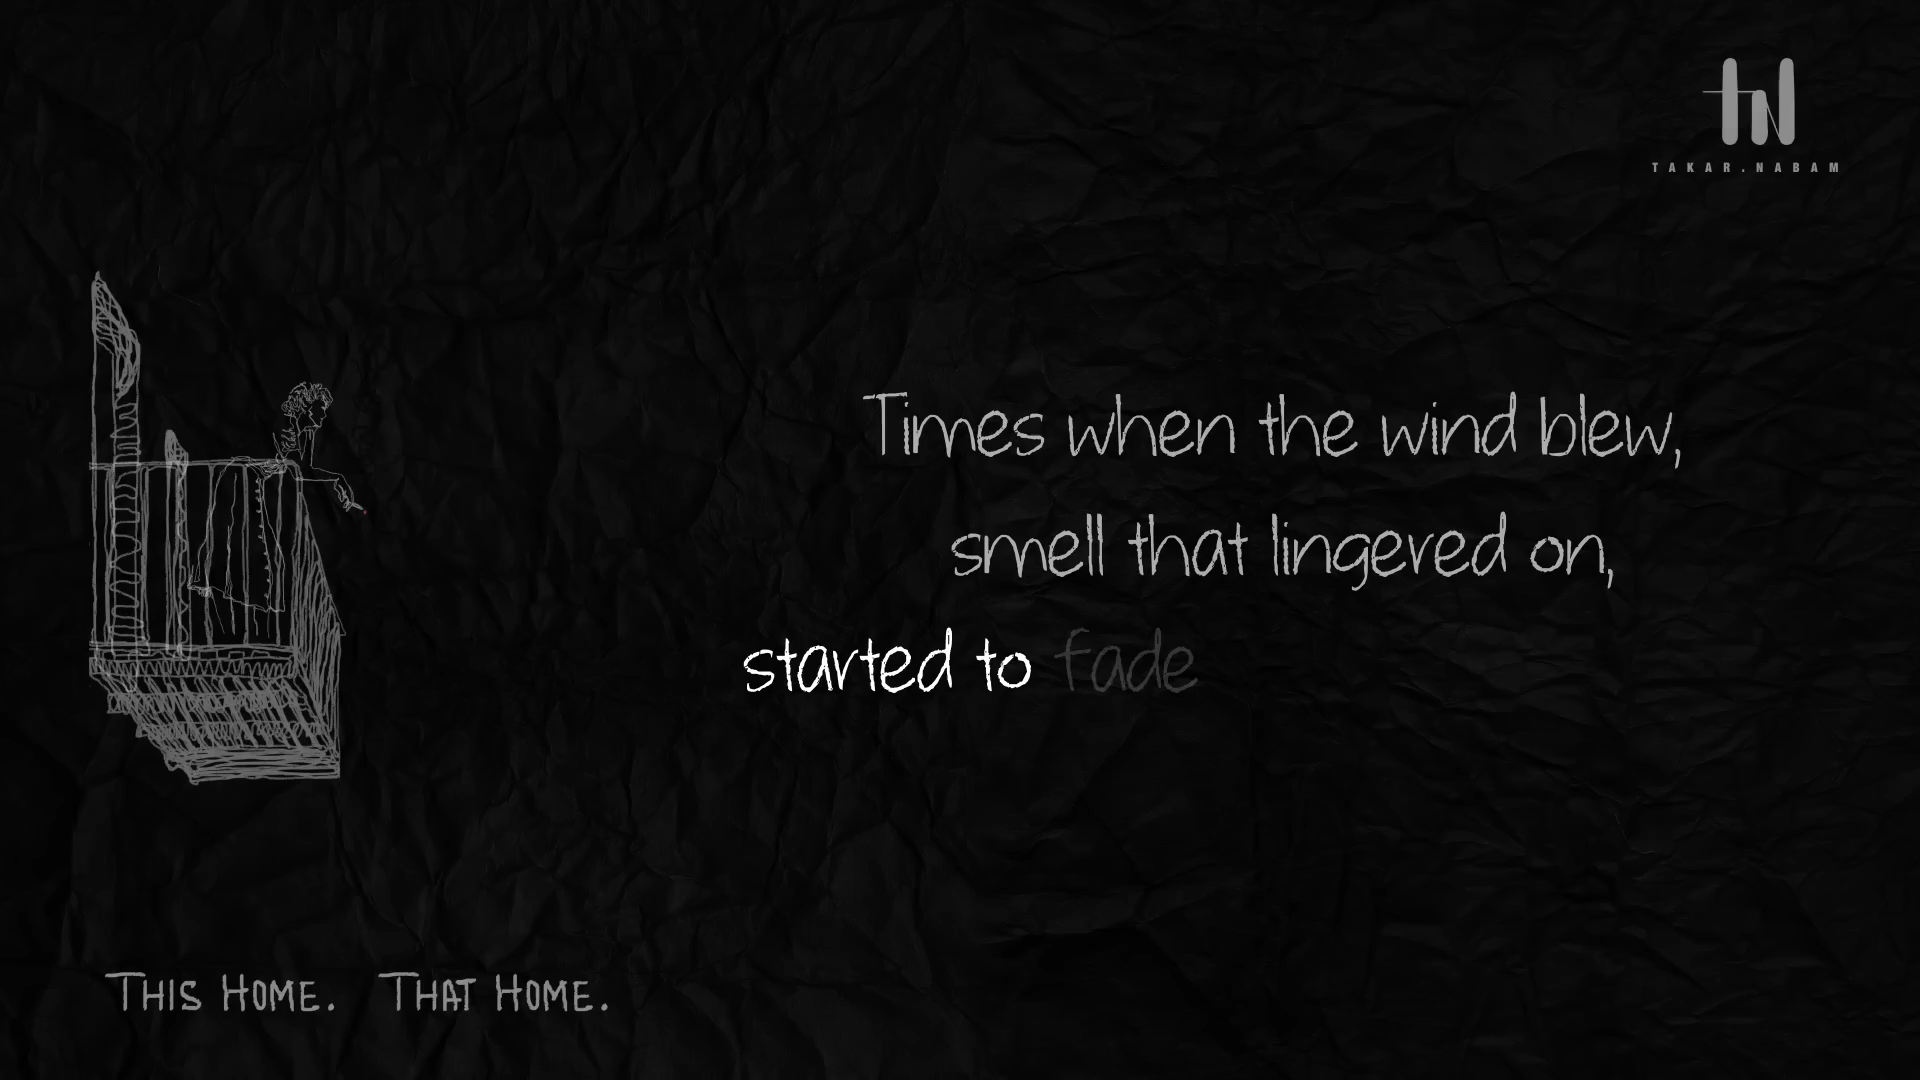 TAKAR.NABAM
Times when the wind blew,
smell that lingered on,
started to fade
THIS HOME. THAT HOME.